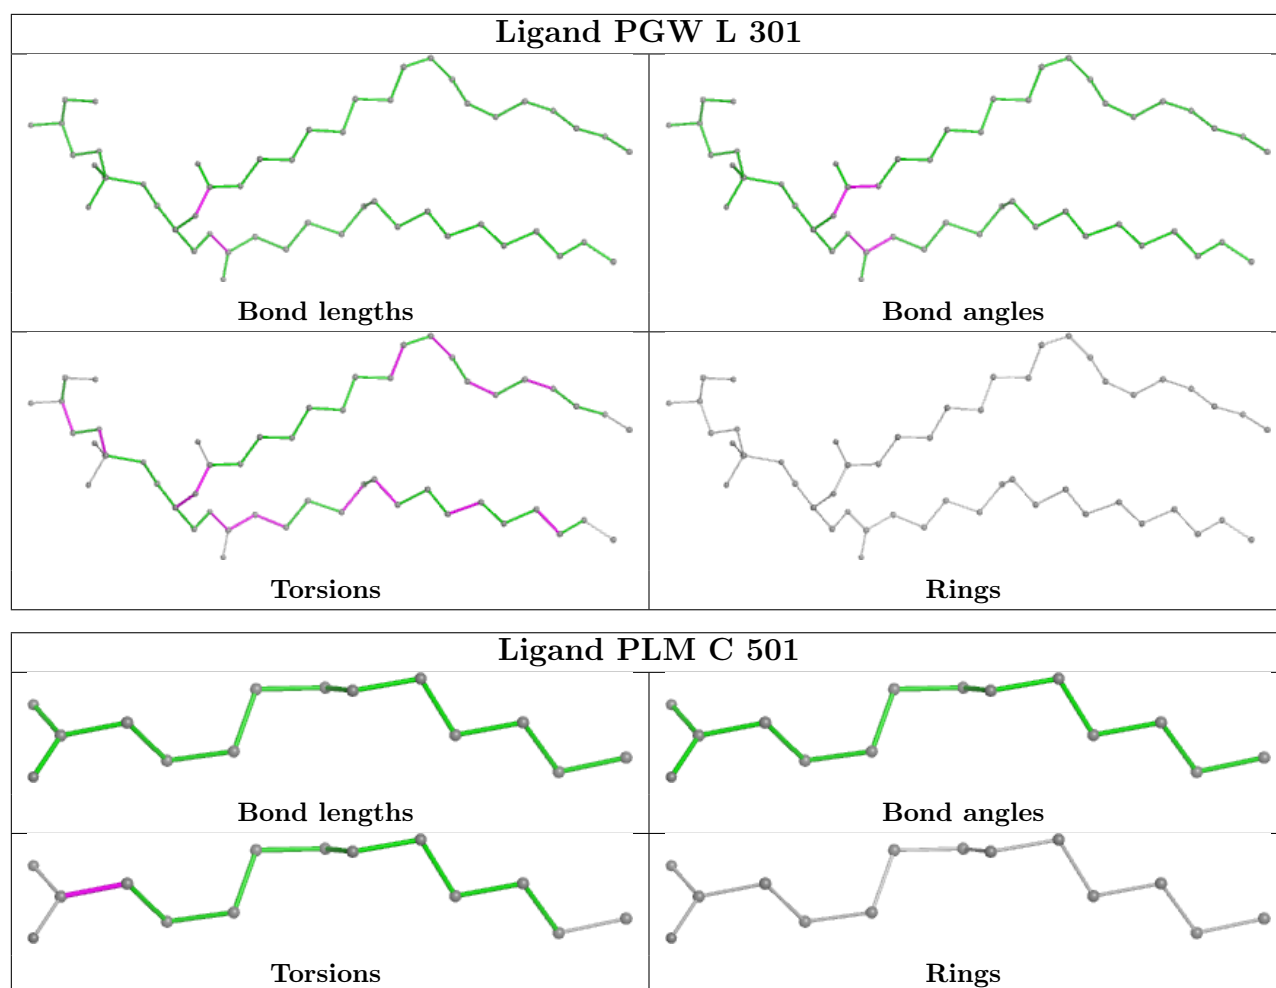 Ligand PGW L 301
Bond lengths
Bond angles
Torsions
Rings
Ligand PLM C 501
Bond lengths
Bond angles
Torsions
Rings